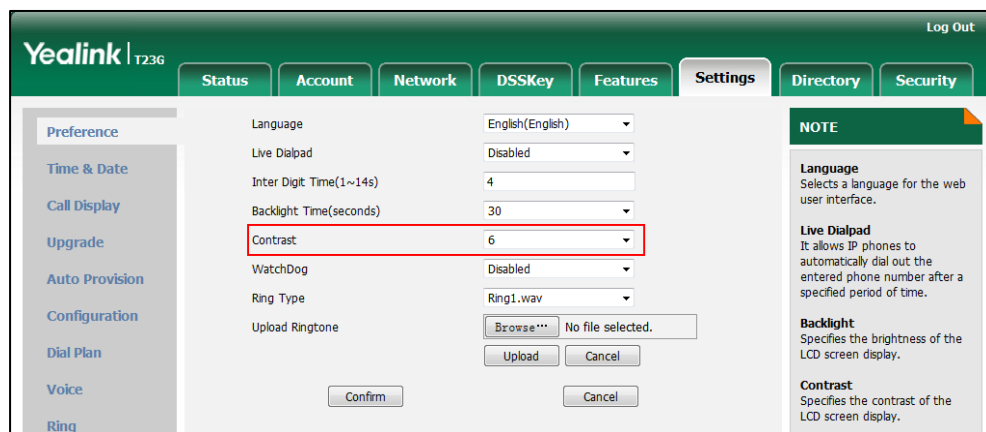 Log Out
Yealink | T23G
Status Account Network DSSKey Features Settings Directory Security
Preference
Time & Date
Call Display
Upgrade
Auto Provision
Configuration
Dial Plan
Voice
Ring
Language English(English)
Live Dialpad Disabled
Inter Digit Time(1~14s) 4
Backlight Time(seconds) 30
Contrast 6
WatchDog Disabled
Ring Type Ring1.wav
Upload Ringtone Browse... No file selected.
Upload Cancel
Confirm Cancel
NOTE
Language
Selects a language for the web
user interface.
Live Dialpad
It allows IP phones to
automatically dial out the
entered phone number after a
specified period of time.
Backlight
Specifies the brightness of the
LCD screen display.
Contrast
Specifies the contrast of the
LCD screen display.